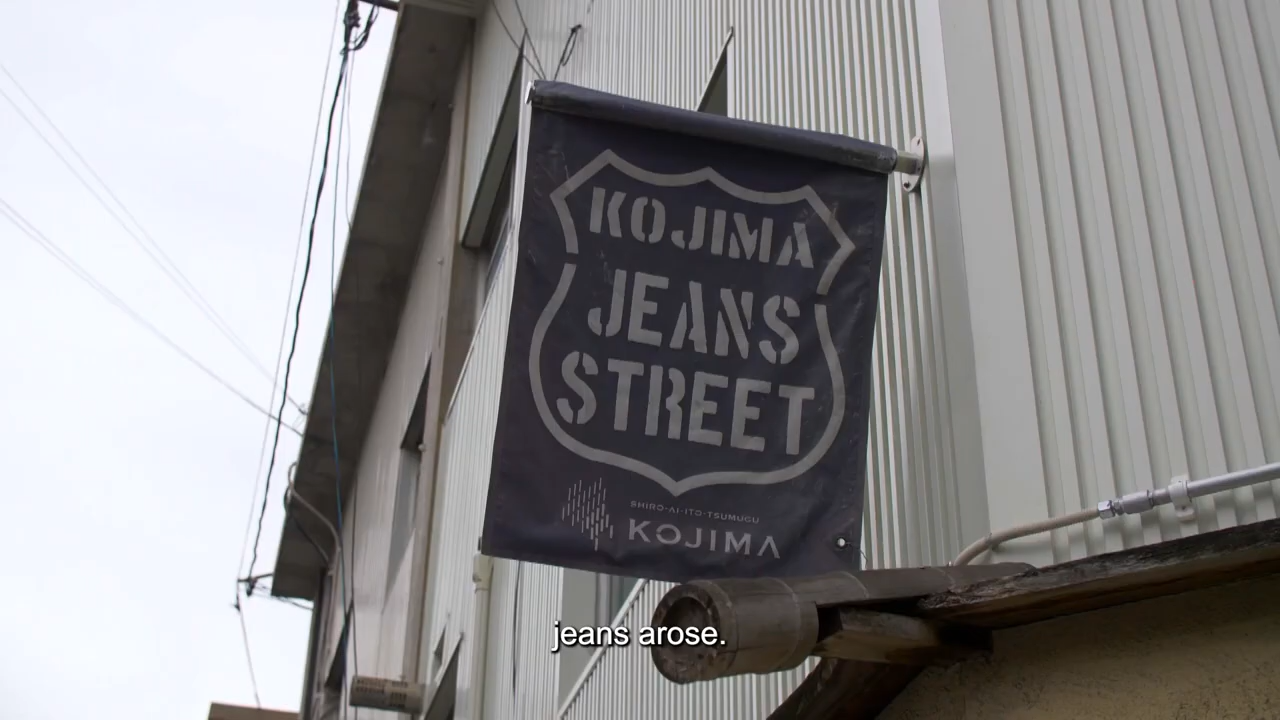 KOJIMA
JEANS
STREET
SHIRO-AI-ITO-TSUMUGU
KOJIMA
jeans arose.